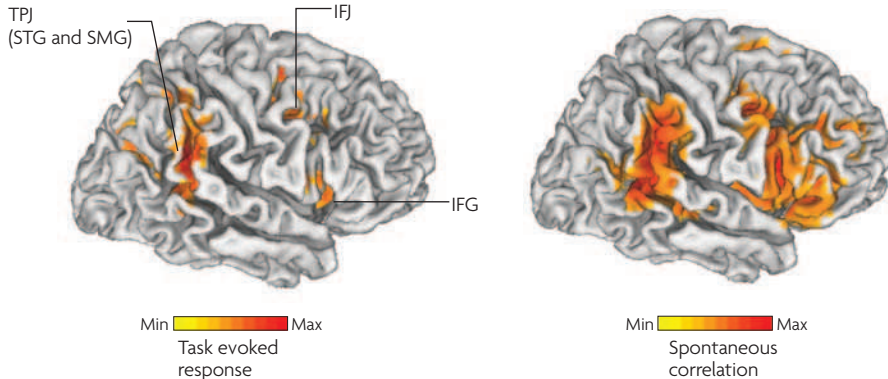 TPJ
(STG and SMG)
IFJ
IFG
Min Max
Task evoked
response
Min Max
Spontaneous
correlation